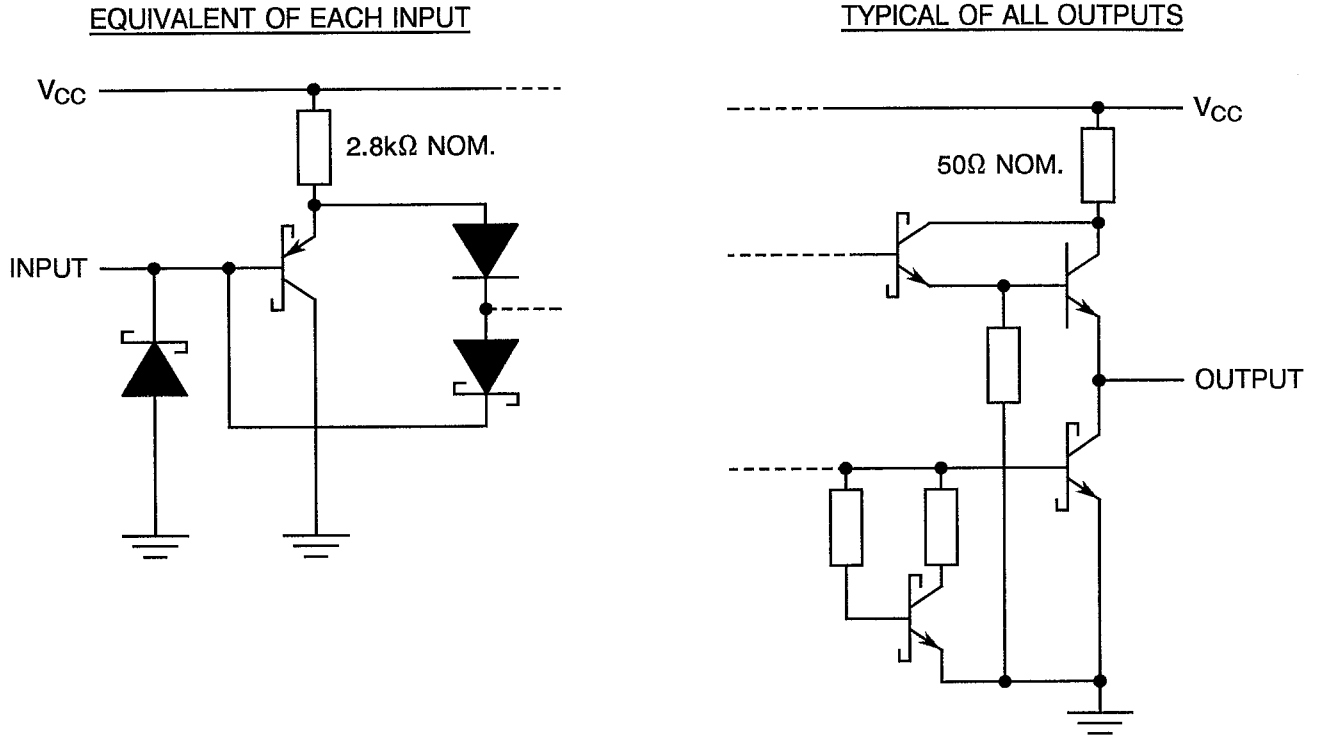 EQUIVALENT OF EACH INPUT
VCC
2.8kΩ NOM.
INPUT
TYPICAL OF ALL OUTPUTS
VCC
50Ω NOM.
OUTPUT